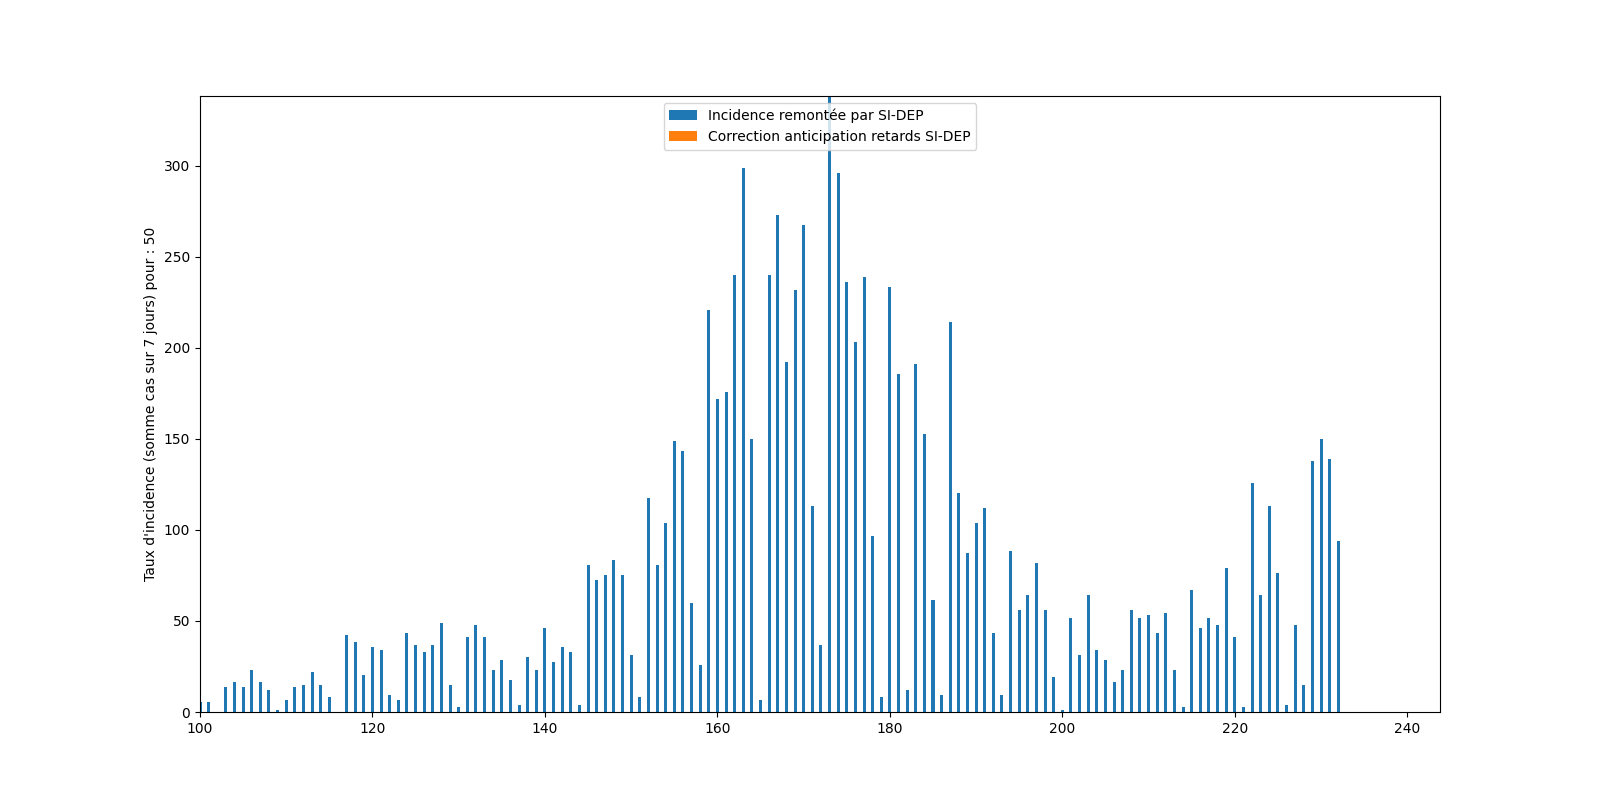 Incidence remontée par SI-DEP
Correction anticipation retards SI-DEP
Taux d'incidence (somme cas sur 7 jours) pour : 50
300
250
200
150
100
50
0
100 120 140 160 180 200 220 240